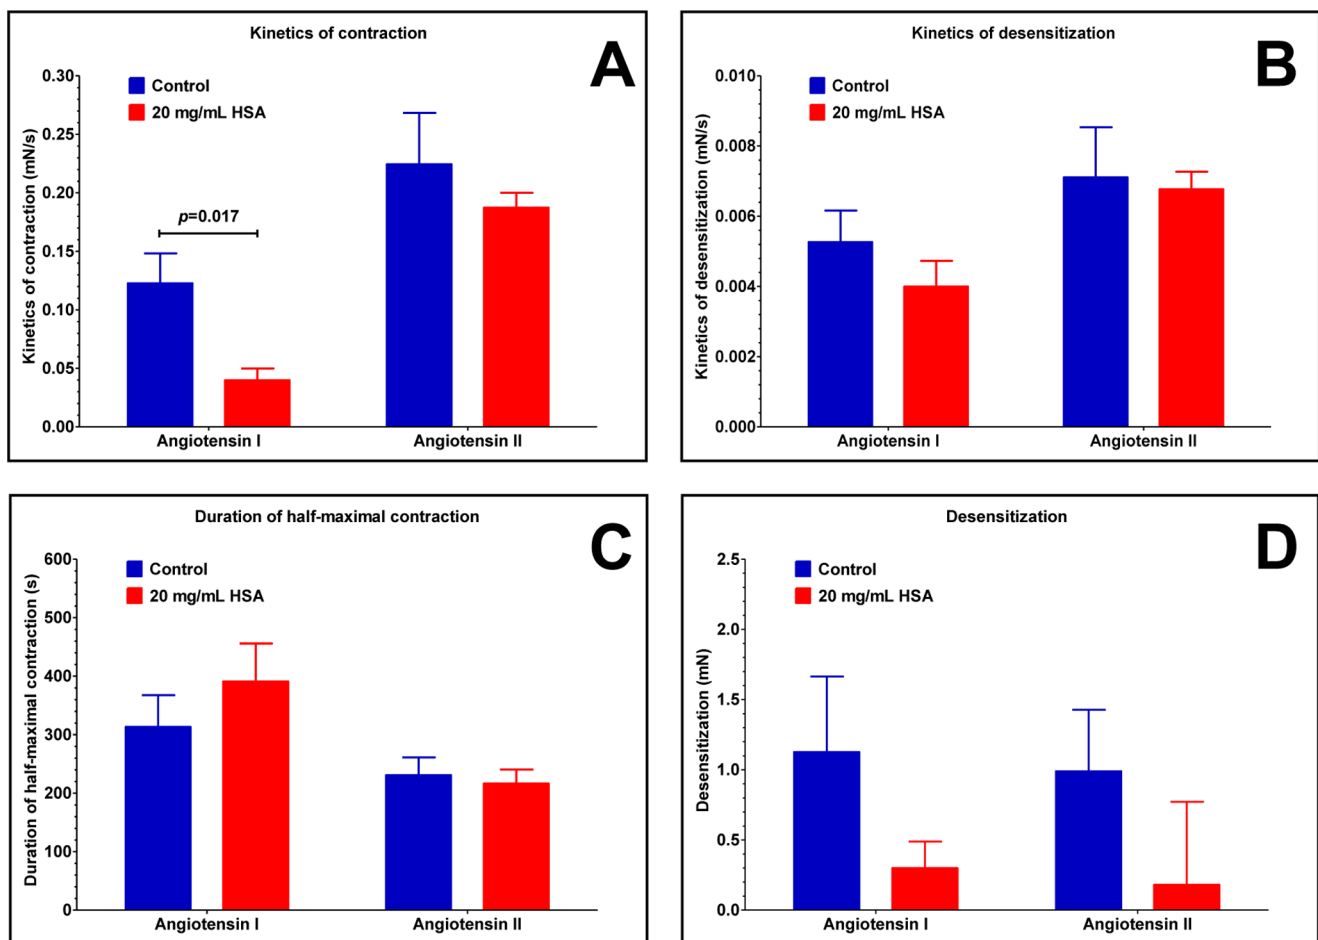 Kinetics of contraction
A
Control
20 mg/mL HSA
Kinetics of contraction (mN/s)
0.30
0.25
0.20
0.15
0.10
0.05
0.00
p=0.017
Angiotensin I
Angiotensin II
Kinetics of desensitization
B
Control
20 mg/mL HSA
Kinetics of desensitization (mN/s)
0.010
0.008
0.006
0.004
0.002
0.000
Angiotensin I
Angiotensin II
Duration of half-maximal contraction
C
Control
20 mg/mL HSA
Duration of half-maximal contraction (s)
600
500
400
300
200
100
0
Angiotensin I
Angiotensin II
Desensitization
D
Control
20 mg/mL HSA
Desensitization (mN)
2.5
2.0
1.5
1.0
0.5
0.0
Angiotensin I
Angiotensin II